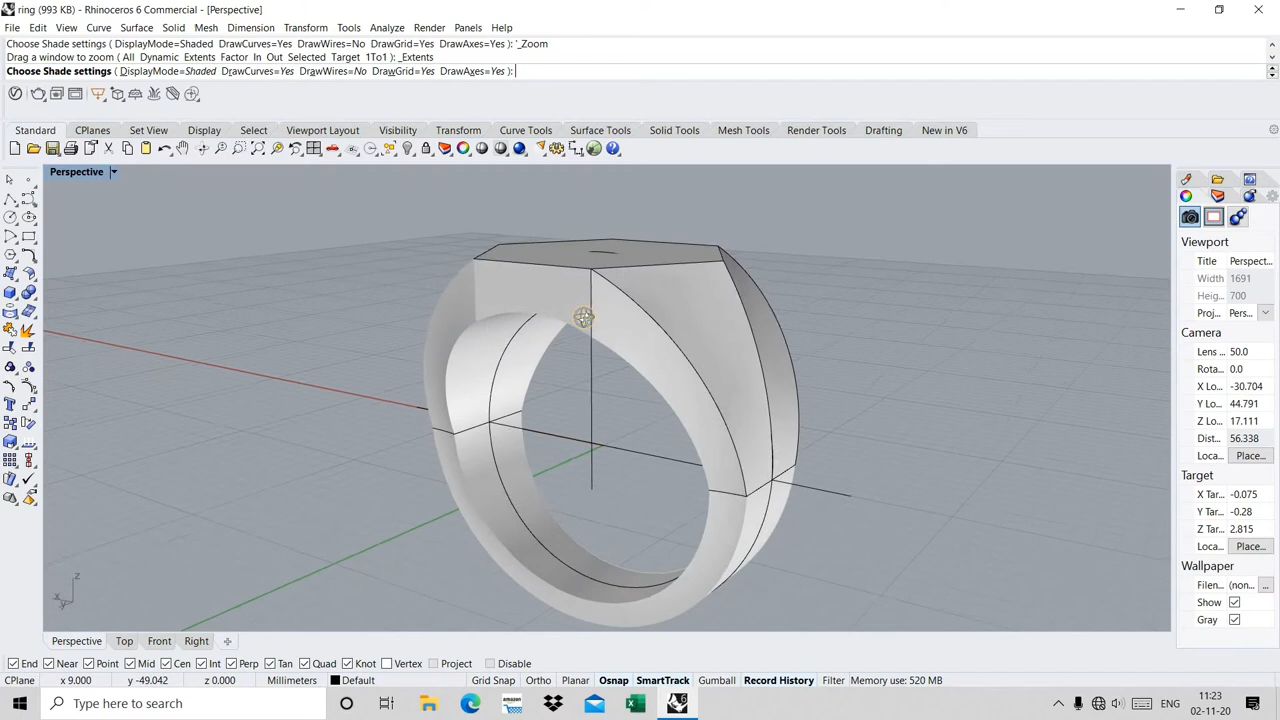 ring (993 KB) - Rhinoceros 6 Commercial - [Perspective]
File Edit View Curve Surface Solid Mesh Dimension Transform Tools Analyze Render Panels Help
Choose Shade settings ( DisplayMode=Shaded DrawCurves=Yes DrawWires=No DrawGrid=Yes DrawAxes=Yes ): '_Zoom
Drag a window to zoom ( All Dynamic Extents Factor In Out Selected Target 1To1 ): _Extents
Choose Shade settings ( DisplayMode=Shaded DrawCurves=Yes DrawWires=No DrawGrid=Yes DrawAxes=Yes ):
Standard CPlanes Set View Display Select Viewport Layout Visibility Transform Curve Tools Surface Tools Solid Tools Mesh Tools Render Tools Drafting New in V6
Perspective
Viewport
Title Perspect...
Width 1691
Heig... 700
Proj... Pers...
Camera
Lens ... 50.0
Rota... 0.0
X Lo... -30.704
Y Lo... 44.791
Z Lo... 17.111
Dist... 56.338
Loca... Place...
Target
X Tar... -0.075
Y Tar... -0.28
Z Tar... 2.815
Loca... Place...
Wallpaper
Filen... (non... ...
Show
Gray
z
y
x
Perspective Top Front Right
End Near Point Mid Cen Int Perp Tan Quad Knot Vertex Project Disable
CPlane x 9.000 y -49.042 z 0.000 Millimeters Default Grid Snap Ortho Planar Osnap SmartTrack Gumball Record History Filter Memory use: 520 MB
Type here to search
amazon
6
ENG
11:23
02-11-20